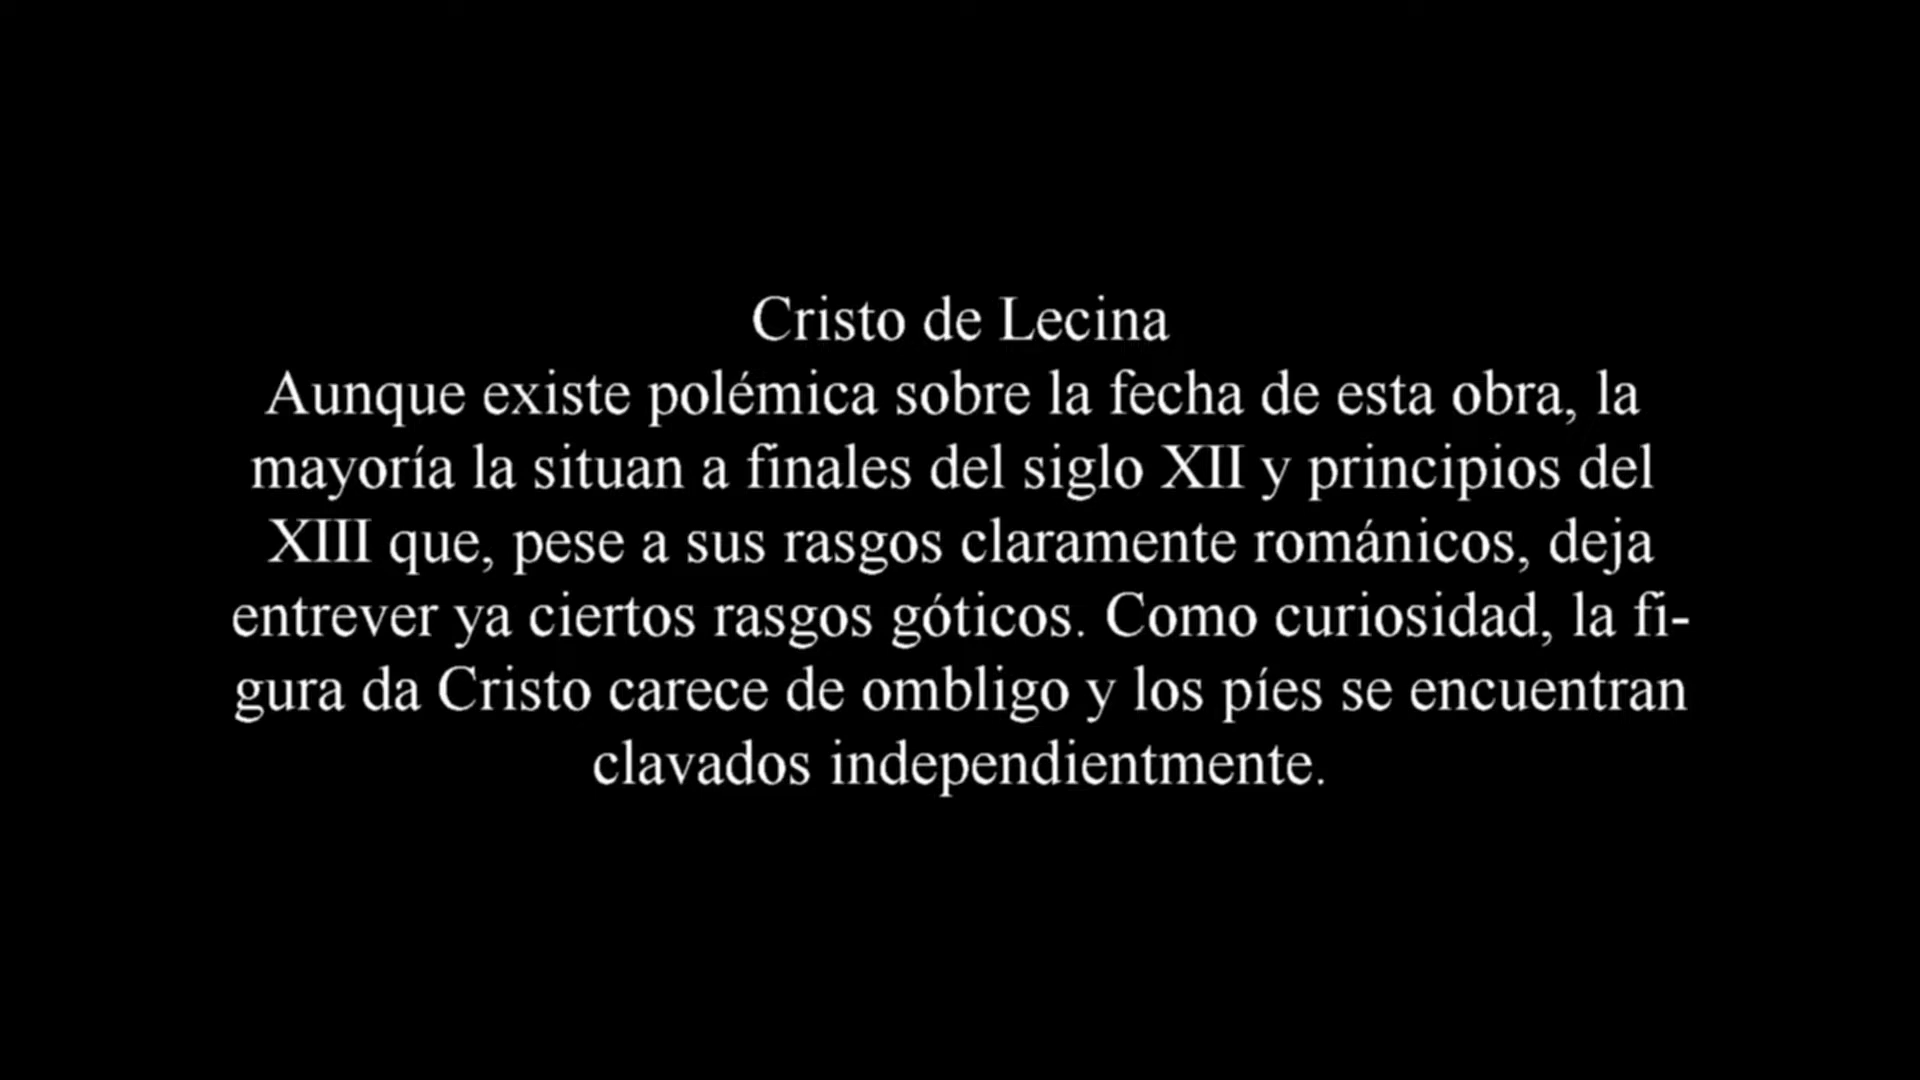 Cristo de Lecina
Aunque existe polémica sobre la fecha de esta obra, la
mayoría la situan a finales del siglo XII y principios del
XIII que, pese a sus rasgos claramente románicos, deja
entrever ya ciertos rasgos góticos. Como curiosidad, la fi-
gura da Cristo carece de ombligo y los píes se encuentran
clavados independientmente.